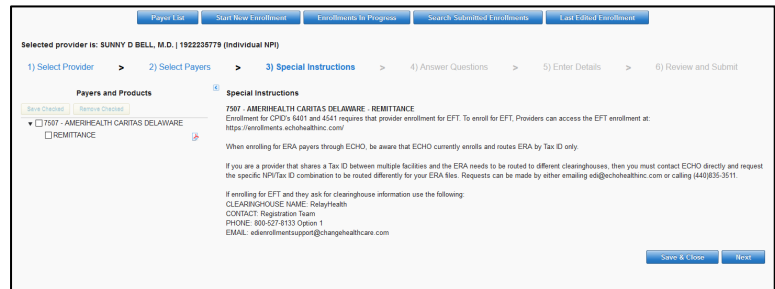 Payer List Start New Enrollment Enrollments In Progress Search Submitted Enrollments Last Edited Enrollment
Selected provider is: SUNNY D BELL, M.D. | 1922235779 (Individual NPI)
1) Select Provider > 2) Select Payers > 3) Special Instructions > 4) Answer Questions > 5) Enter Details > 6) Review and Submit
Payers and Products
Save Checked Remove Checked
7507 - AMERIHEALTH CARITAS DELAWARE
REMITTANCE
Special Instructions
7507 - AMERIHEALTH CARITAS DELAWARE - REMITTANCE
Enrollment for CPID's 6401 and 4541 requires that provider enrollment for EFT. To enroll for EFT, Providers can access the EFT enrollment at:
https://enrollments.echohealthinc.com/
When enrolling for ERA payers through ECHO, be aware that ECHO currently enrolls and routes ERA by Tax ID only.
If you are a provider that shares a Tax ID between multiple facilities and the ERA needs to be routed to different clearinghouses, then you must contact ECHO directly and request
the specific NPI/Tax ID combination to be routed differently for your ERA files. Requests can be made by either emailing edi@echohealthinc.com or calling (440)835-3511.
If enrolling for EFT and they ask for clearinghouse information use the following:
CLEARINGHOUSE NAME: RelayHealth
CONTACT: Registration Team
PHONE: 800-527-8133 Option 1
EMAIL: edienrollmentsupport@changehealthcare.com
Save & Close Next